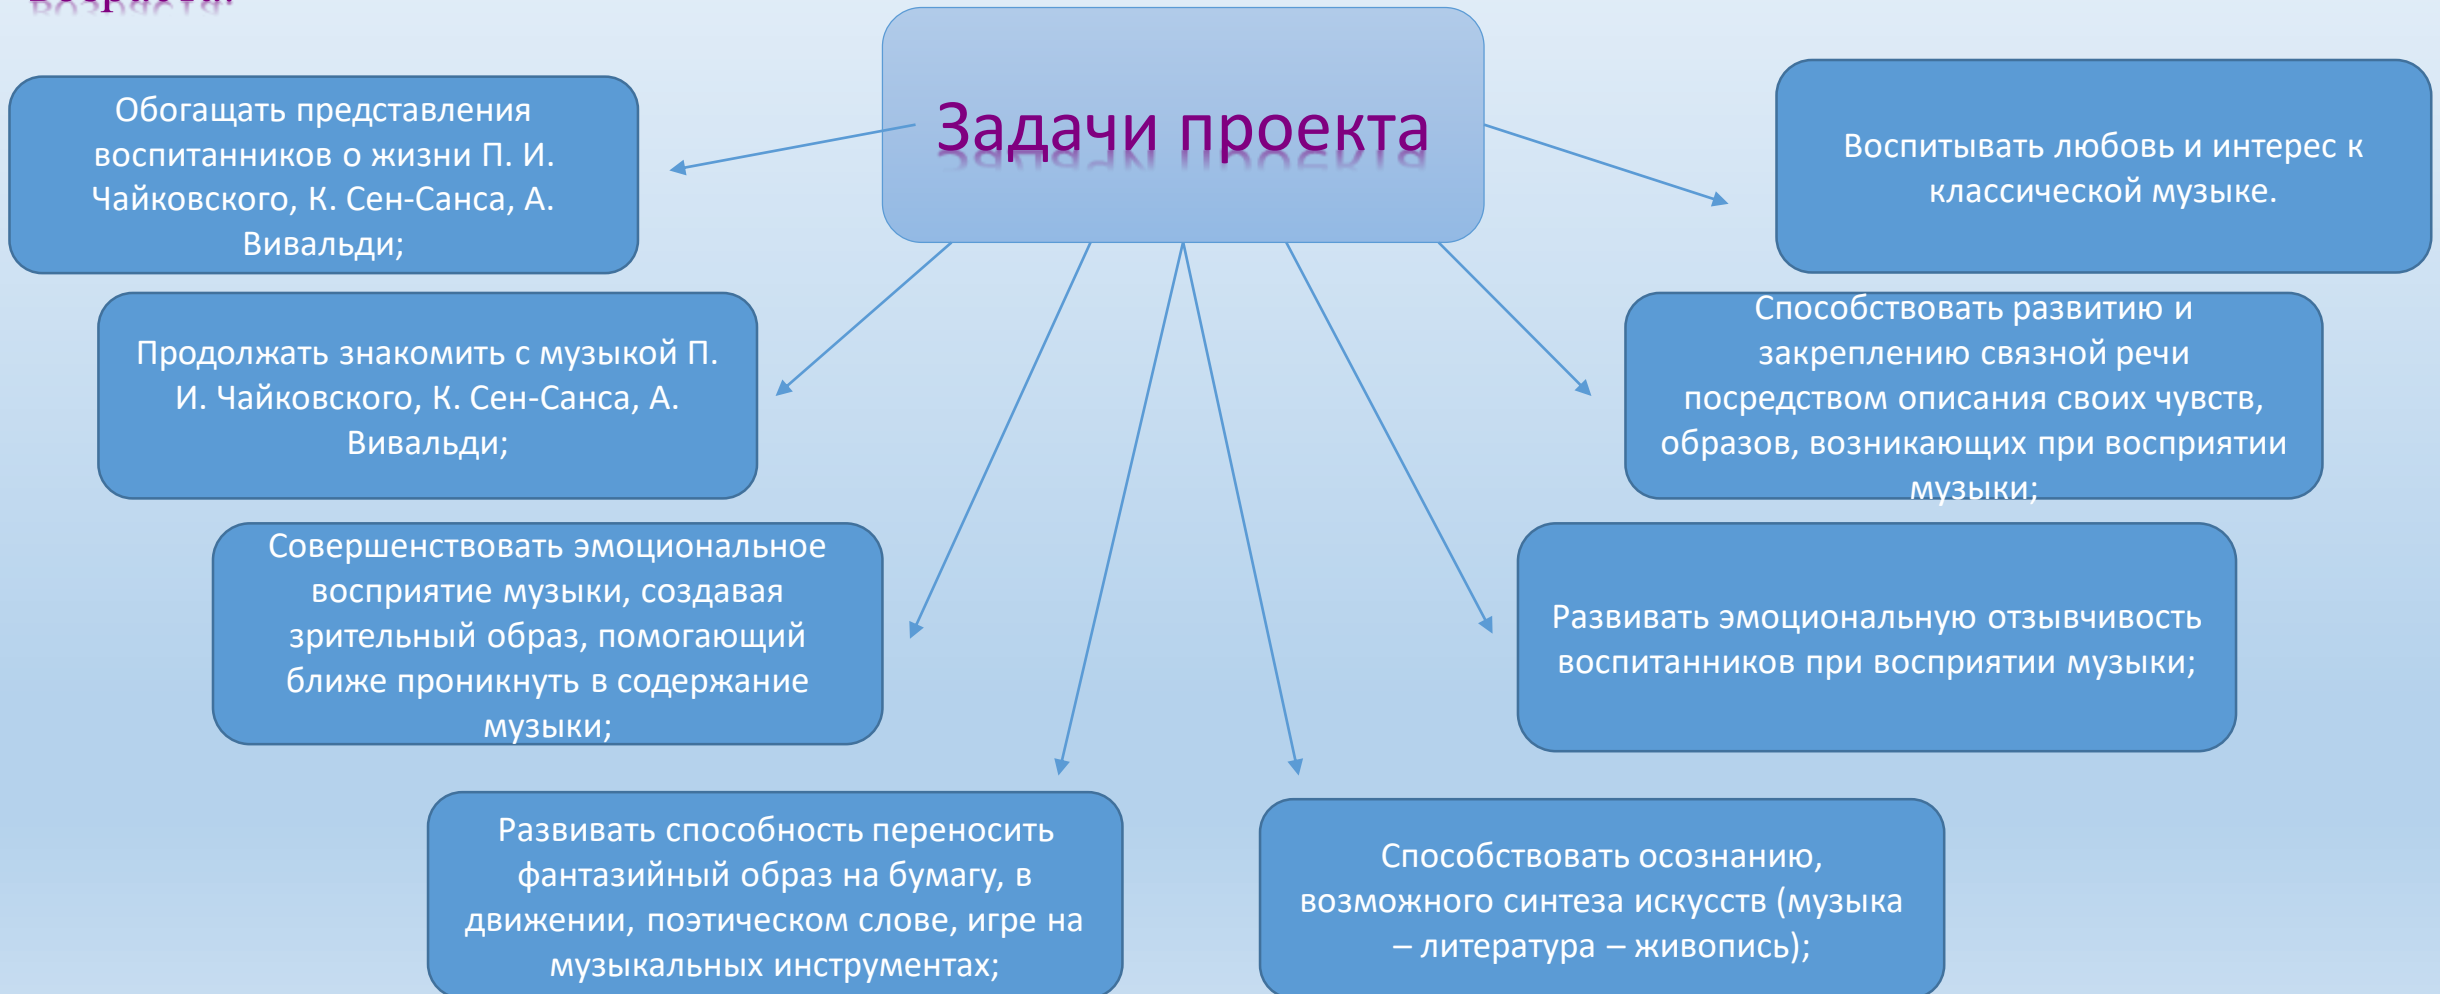 Задачи проекта
Обогащать представления
воспитанников о жизни П. И.
Чайковского, К. Сен-Санса, А.
Вивальди;
Продолжать знакомить с музыкой П.
И. Чайковского, К. Сен-Санса, А.
Вивальди;
Совершенствовать эмоциональное
восприятие музыки, создавая
зрительный образ, помогающий
ближе проникнуть в содержание
музыки;
Развивать способность переносить
фантазийный образ на бумагу, в
движении, поэтическом слове, игре на
музыкальных инструментах;
Способствовать осознанию,
возможного синтеза искусств (музыка
– литература – живопись);
Развивать эмоциональную отзывчивость
воспитанников при восприятии музыки;
Способствовать развитию и
закреплению связной речи
посредством описания своих чувств,
образов, возникающих при восприятии
музыки;
Воспитывать любовь и интерес к
классической музыке.